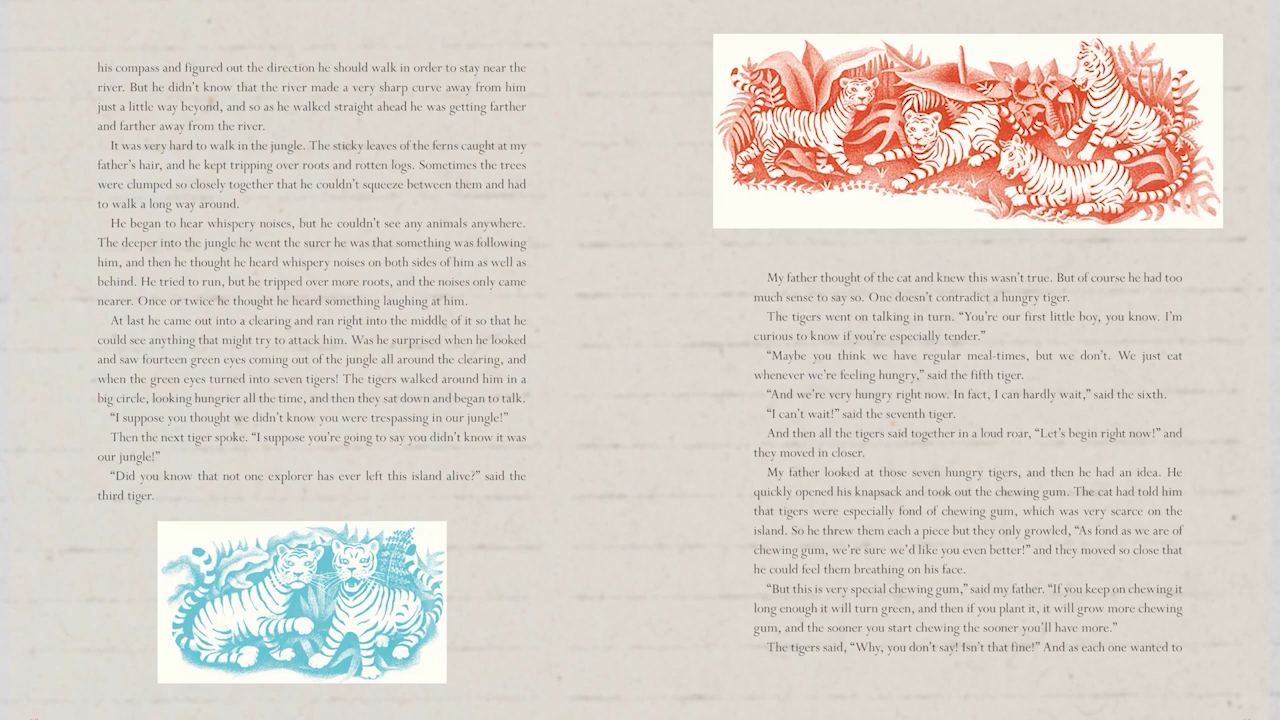 his compass and figured out the direction he should walk in order to stay near the
river. But he didn't know that the river made a very sharp curve away from him
just a little way beyond, and so as he walked straight ahead he was getting farther
and farther away from the river.
It was very hard to walk in the jungle. The sticky leaves of the ferns caught at my
father's hair, and he kept tripping over roots and rotten logs. Sometimes the trees
were clumped so closely together that he couldn't squeeze between them and had
to walk a long way around.
He began to hear whispery noises, but he couldn't see any animals anywhere.
The deeper into the jungle he went the surer he was that something was following
him, and then he thought he heard whispery noises on both sides of him as well as
behind. He tried to run, but he tripped over more roots, and the noises only came
nearer. Once or twice he thought he heard something laughing at him.
At last he came out into a clearing and ran right into the middle of it so that he
could see anything that might try to attack him. Was he surprised when he looked
and saw fourteen green eyes coming out of the jungle all around the clearing, and
when the green eyes turned into seven tigers! The tigers walked around him in a
big circle, looking hungrier all the time, and then they sat down and began to talk.
“I suppose you thought we didn't know you were trespassing in our jungle!”
Then the next tiger spoke. “I suppose you're going to say you didn't know it was
our jungle!”
“Did you know that not one explorer has ever left this island alive?” said the
third tiger.
My father thought of the cat and knew this wasn't true. But of course he had too
much sense to say so. One doesn't contradict a hungry tiger.
The tigers went on talking in turn. “You're our first little boy, you know. I'm
curious to know if you're especially tender.”
“Maybe you think we have regular meal-times, but we don't. We just eat
whenever we're feeling hungry,” said the fifth tiger.
“And we're very hungry right now. In fact, I can hardly wait,” said the sixth.
“I can't wait!” said the seventh tiger.
And then all the tigers said together in a loud roar, “Let's begin right now!” and
they moved in closer.
My father looked at those seven hungry tigers, and then he had an idea. He
quickly opened his knapsack and took out the chewing gum. The cat had told him
that tigers were especially fond of chewing gum, which was very scarce on the
island. So he threw them each a piece but they only growled, “As fond as we are of
chewing gum, we're sure we'd like you even better!” and they moved so close that
he could feel them breathing on his face.
“But this is very special chewing gum,” said my father. “If you keep on chewing it
long enough it will turn green, and then if you plant it, it will grow more chewing
gum, and the sooner you start chewing the sooner you'll have more.”
The tigers said, “Why, you don't say! Isn't that fine!” And as each one wanted to